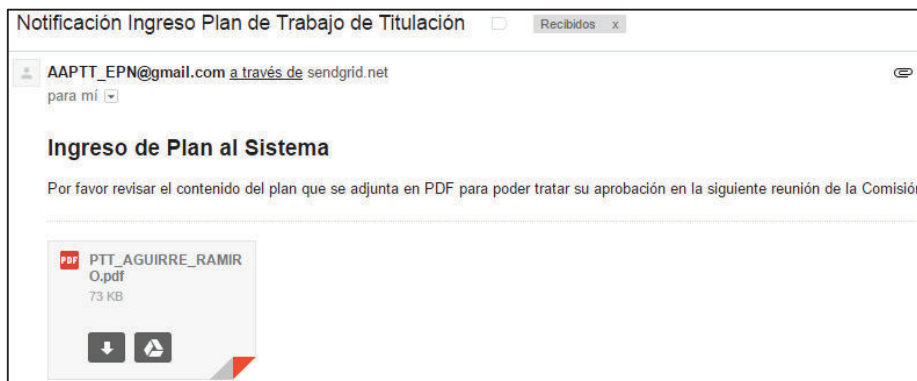 Notificación Ingreso Plan de Trabajo de Titulación
Recibidos x
AAPTT_EPN@gmail.com a través de sendgrid.net
para mí
Ingreso de Plan al Sistema
Por favor revisar el contenido del plan que se adjunta en PDF para poder tratar su aprobación en la siguiente reunión de la Comisión
PDF PTT_AGUIRRE_RAMIR
O.pdf
73 KB